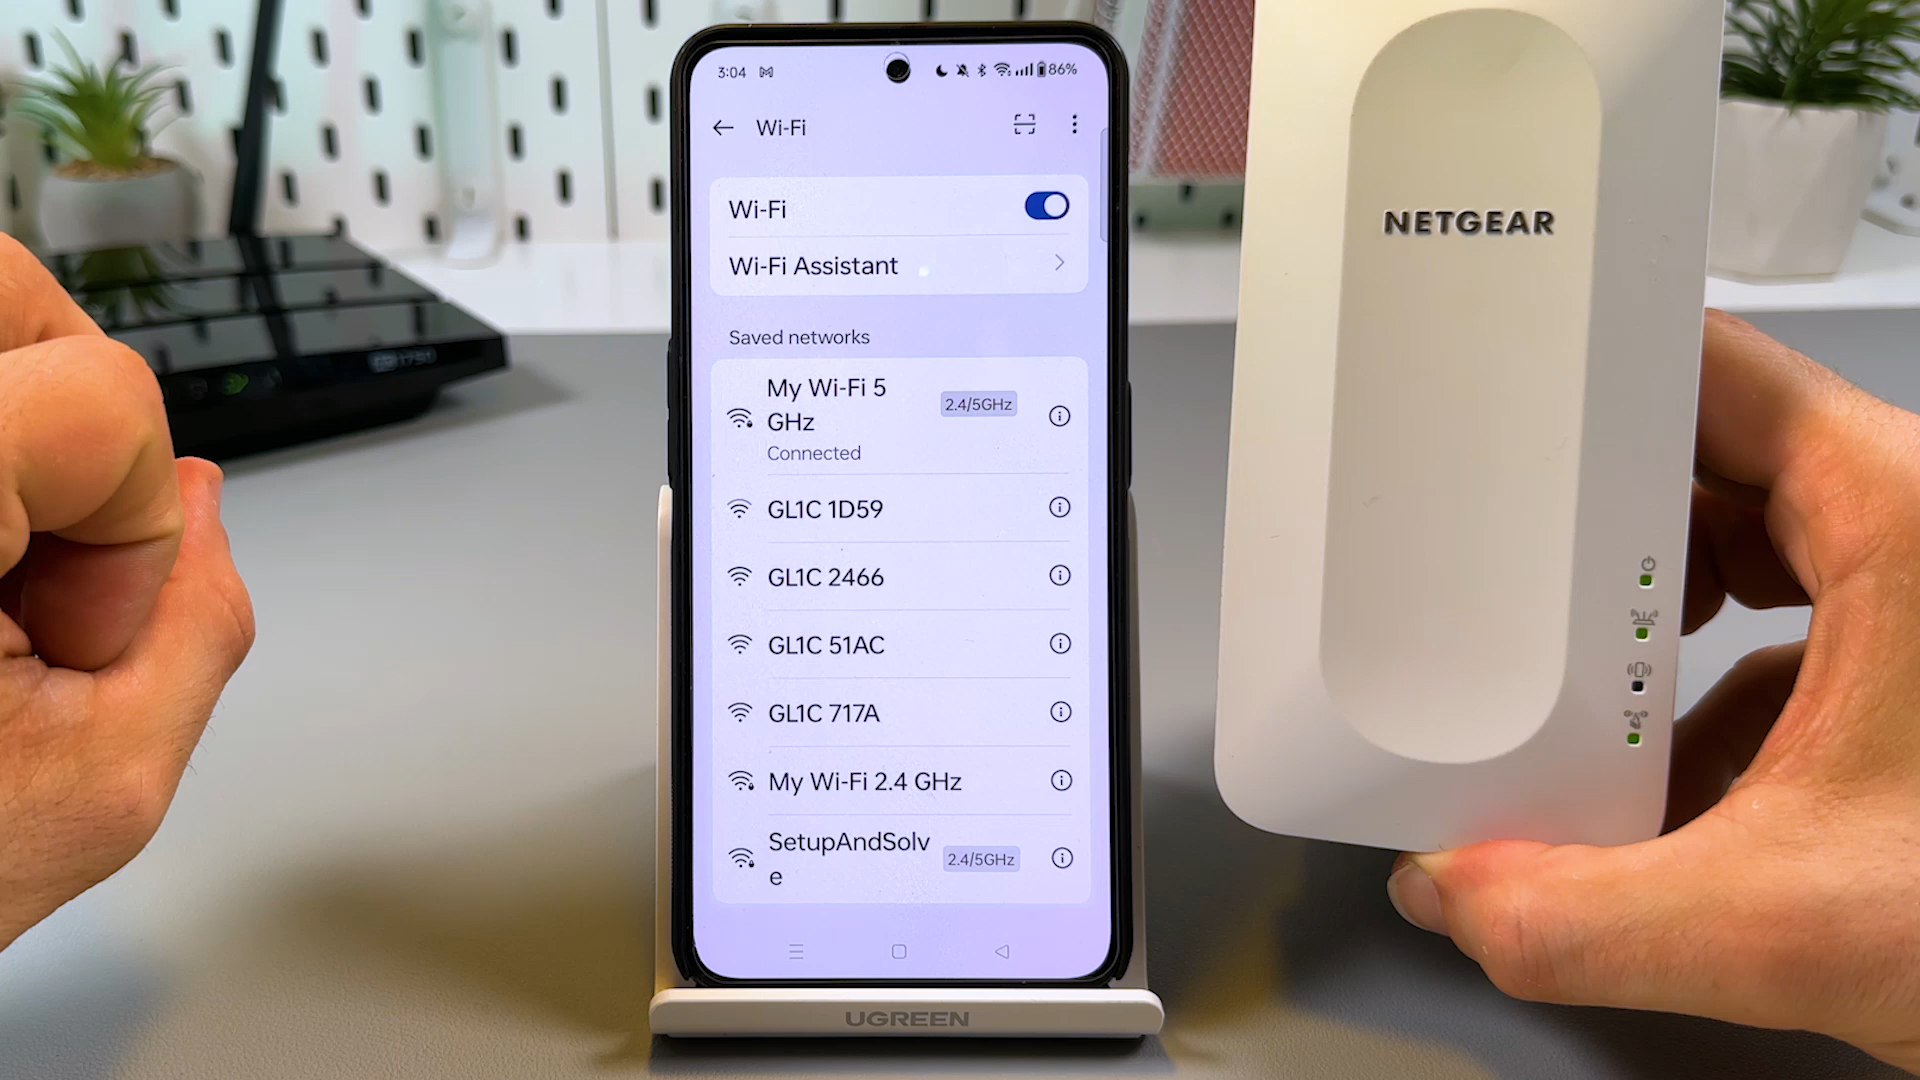 3:04
86%
Wi-Fi
Wi-Fi
Wi-Fi Assistant
Saved networks
My Wi-Fi 5
GHz
2.4/5GHz
Connected
GL1C 1D59
GL1C 2466
GL1C 51AC
GL1C 717A
My Wi-Fi 2.4 GHz
SetupAndSolv
e
2.4/5GHz
UGREEN
NETGEAR